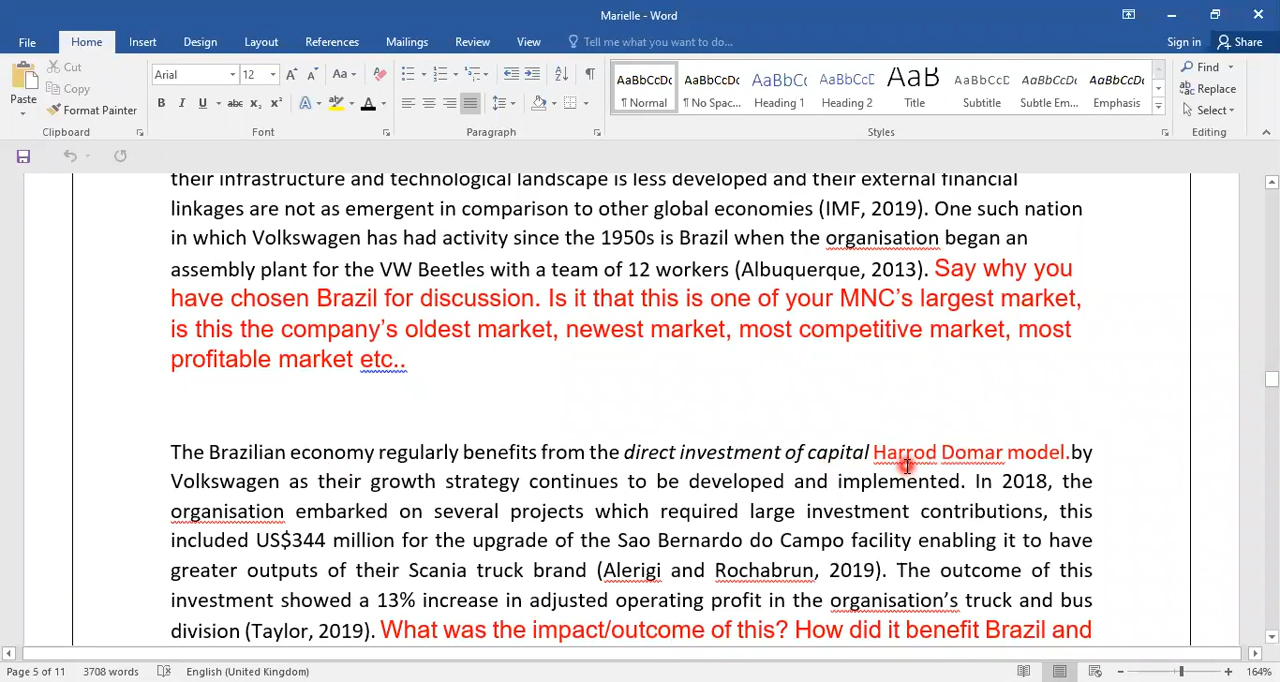 Marielle - Word
File Home Insert Design Layout References Mailings Review View Tell me what you want to do... Sign in Share
Cut
Copy
Format Painter
Paste
Arial 12
AaBbCcDc AaBbCcDc AaBbCc AaBbCcD AaB AaBbCcD AaBbCcDc AaBbCcDc
¶ Normal ¶ No Spac... Heading 1 Heading 2 Title Subtitle Subtle Em... Emphasis
Find
Replace
Select
Clipboard Font Paragraph Styles Editing
their infrastructure and technological landscape is less developed and their external financial
linkages are not as emergent in comparison to other global economies (IMF, 2019). One such nation
in which Volkswagen has had activity since the 1950s is Brazil when the organisation began an
assembly plant for the VW Beetles with a team of 12 workers (Albuquerque, 2013). Say why you
have chosen Brazil for discussion. Is it that this is one of your MNC's largest market,
is this the company's oldest market, newest market, most competitive market, most
profitable market etc..
The Brazilian economy regularly benefits from the direct investment of capital Harrod Domar model.by
Volkswagen as their growth strategy continues to be developed and implemented. In 2018, the
organisation embarked on several projects which required large investment contributions, this
included US$344 million for the upgrade of the Sao Bernardo do Campo facility enabling it to have
greater outputs of their Scania truck brand (Alerigi and Rochabrun, 2019). The outcome of this
investment showed a 13% increase in adjusted operating profit in the organisation's truck and bus
division (Taylor, 2019). What was the impact/outcome of this? How did it benefit Brazil and
Page 5 of 11 3708 words English (United Kingdom) 164%